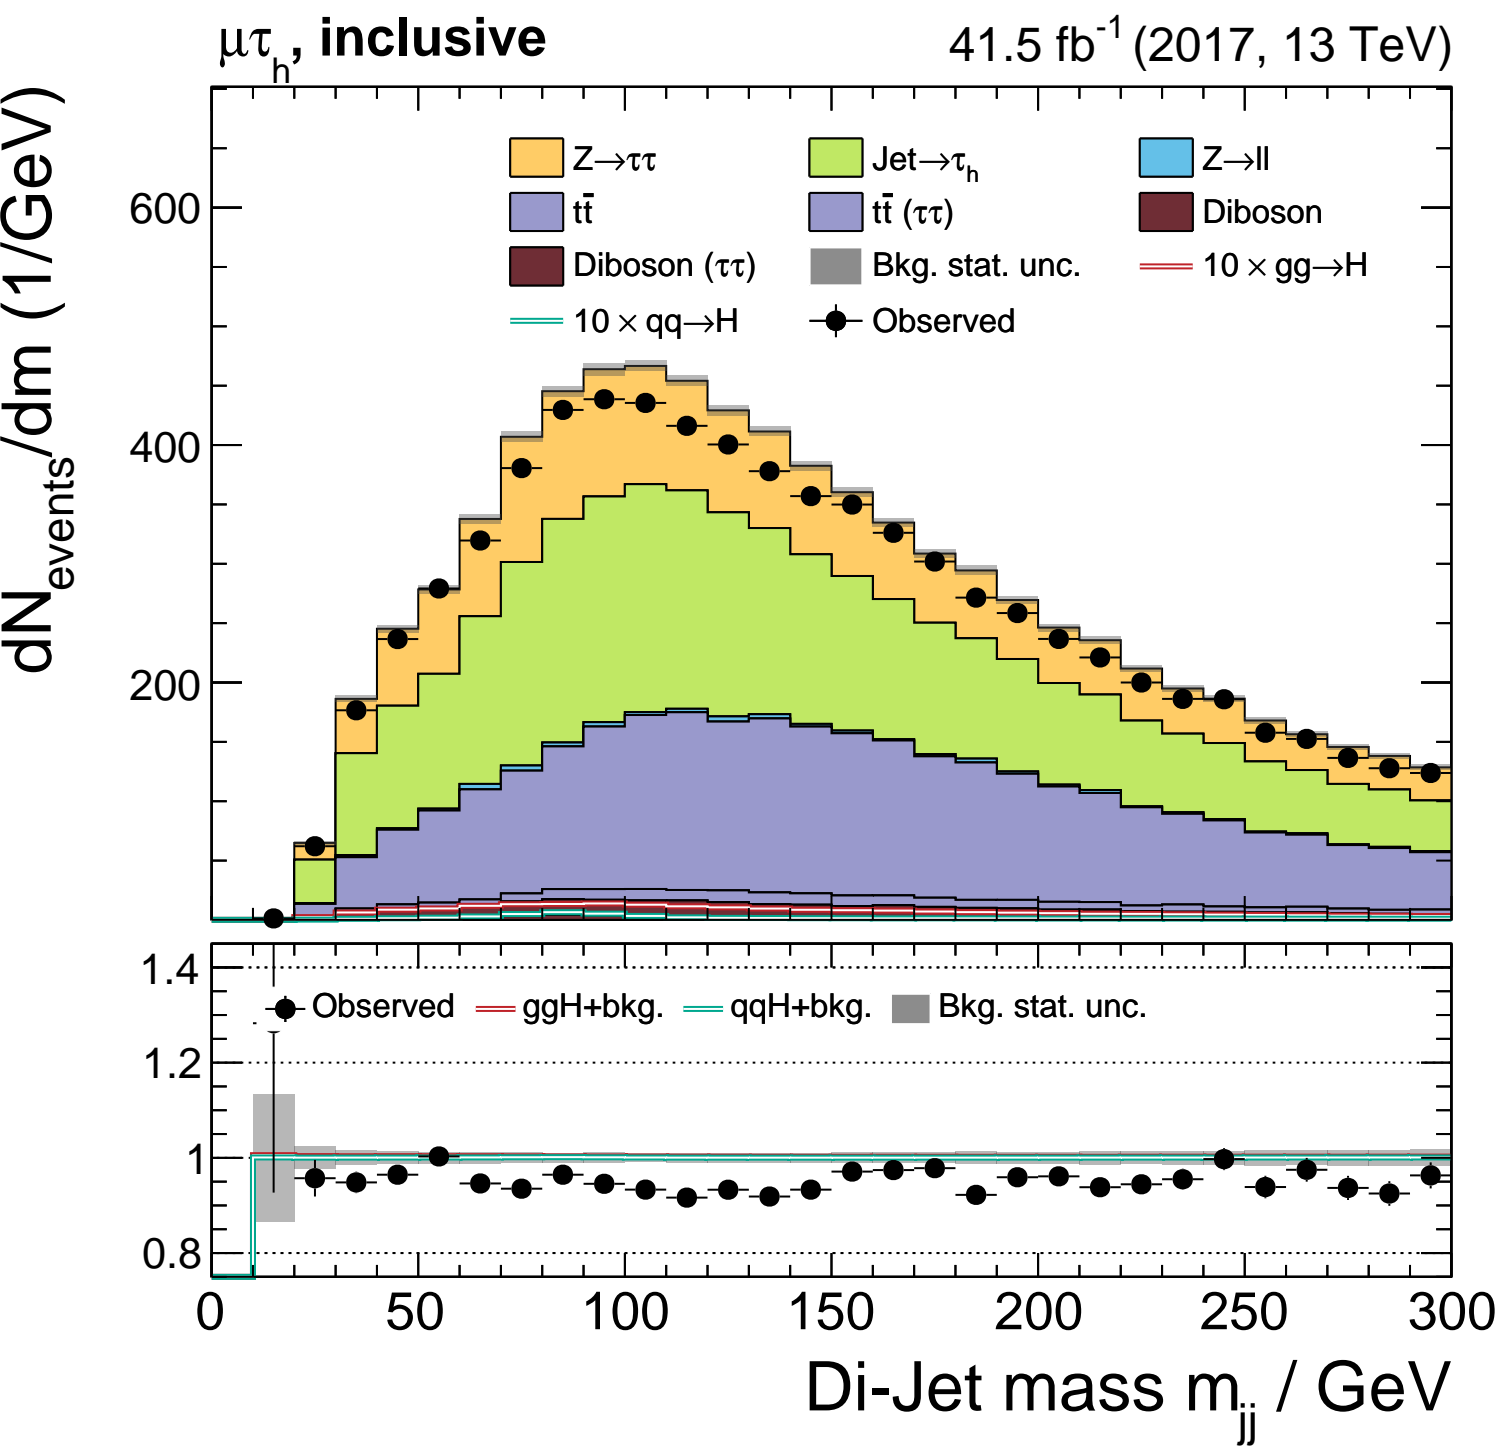 μτh, inclusive 41.5 fb-1 (2017, 13 TeV)
dNevents/dm (1/GeV)
Z→ττ Jet→τh Z→ll
tt̄ tt̄ (ττ) Diboson
Diboson (ττ) Bkg. stat. unc. 10 × gg→H
10 × qq→H Observed
600
400
200
1.4
Observed ggH+bkg. qqH+bkg. Bkg. stat. unc.
1.2
1
0.8
0 50 100 150 200 250 300
Di-Jet mass mjj / GeV